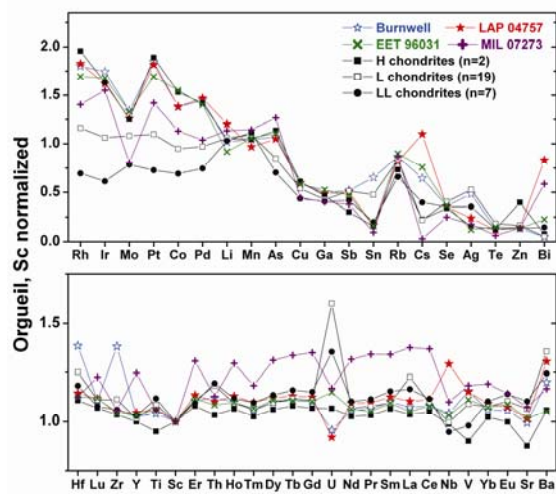 Burnwell LAP 04757
EET 96031 MIL 07273
H chondrites (n=2)
L chondrites (n=19)
LL chondrites (n=7)
2.0
1.5
1.0
0.5
0.0
Rh Ir Mo Pt Co Pd Li Mn As Cu Ga Sb Sn Rb Cs Se Ag Te Zn Bi
Orgueil, Sc normalized
1.5
1.0
Hf Lu Zr Y Ti Sc Er Th Ho Tm Dy Tb Gd U Nd Pr Sm La Ce Nb V Yb Eu Sr Ba